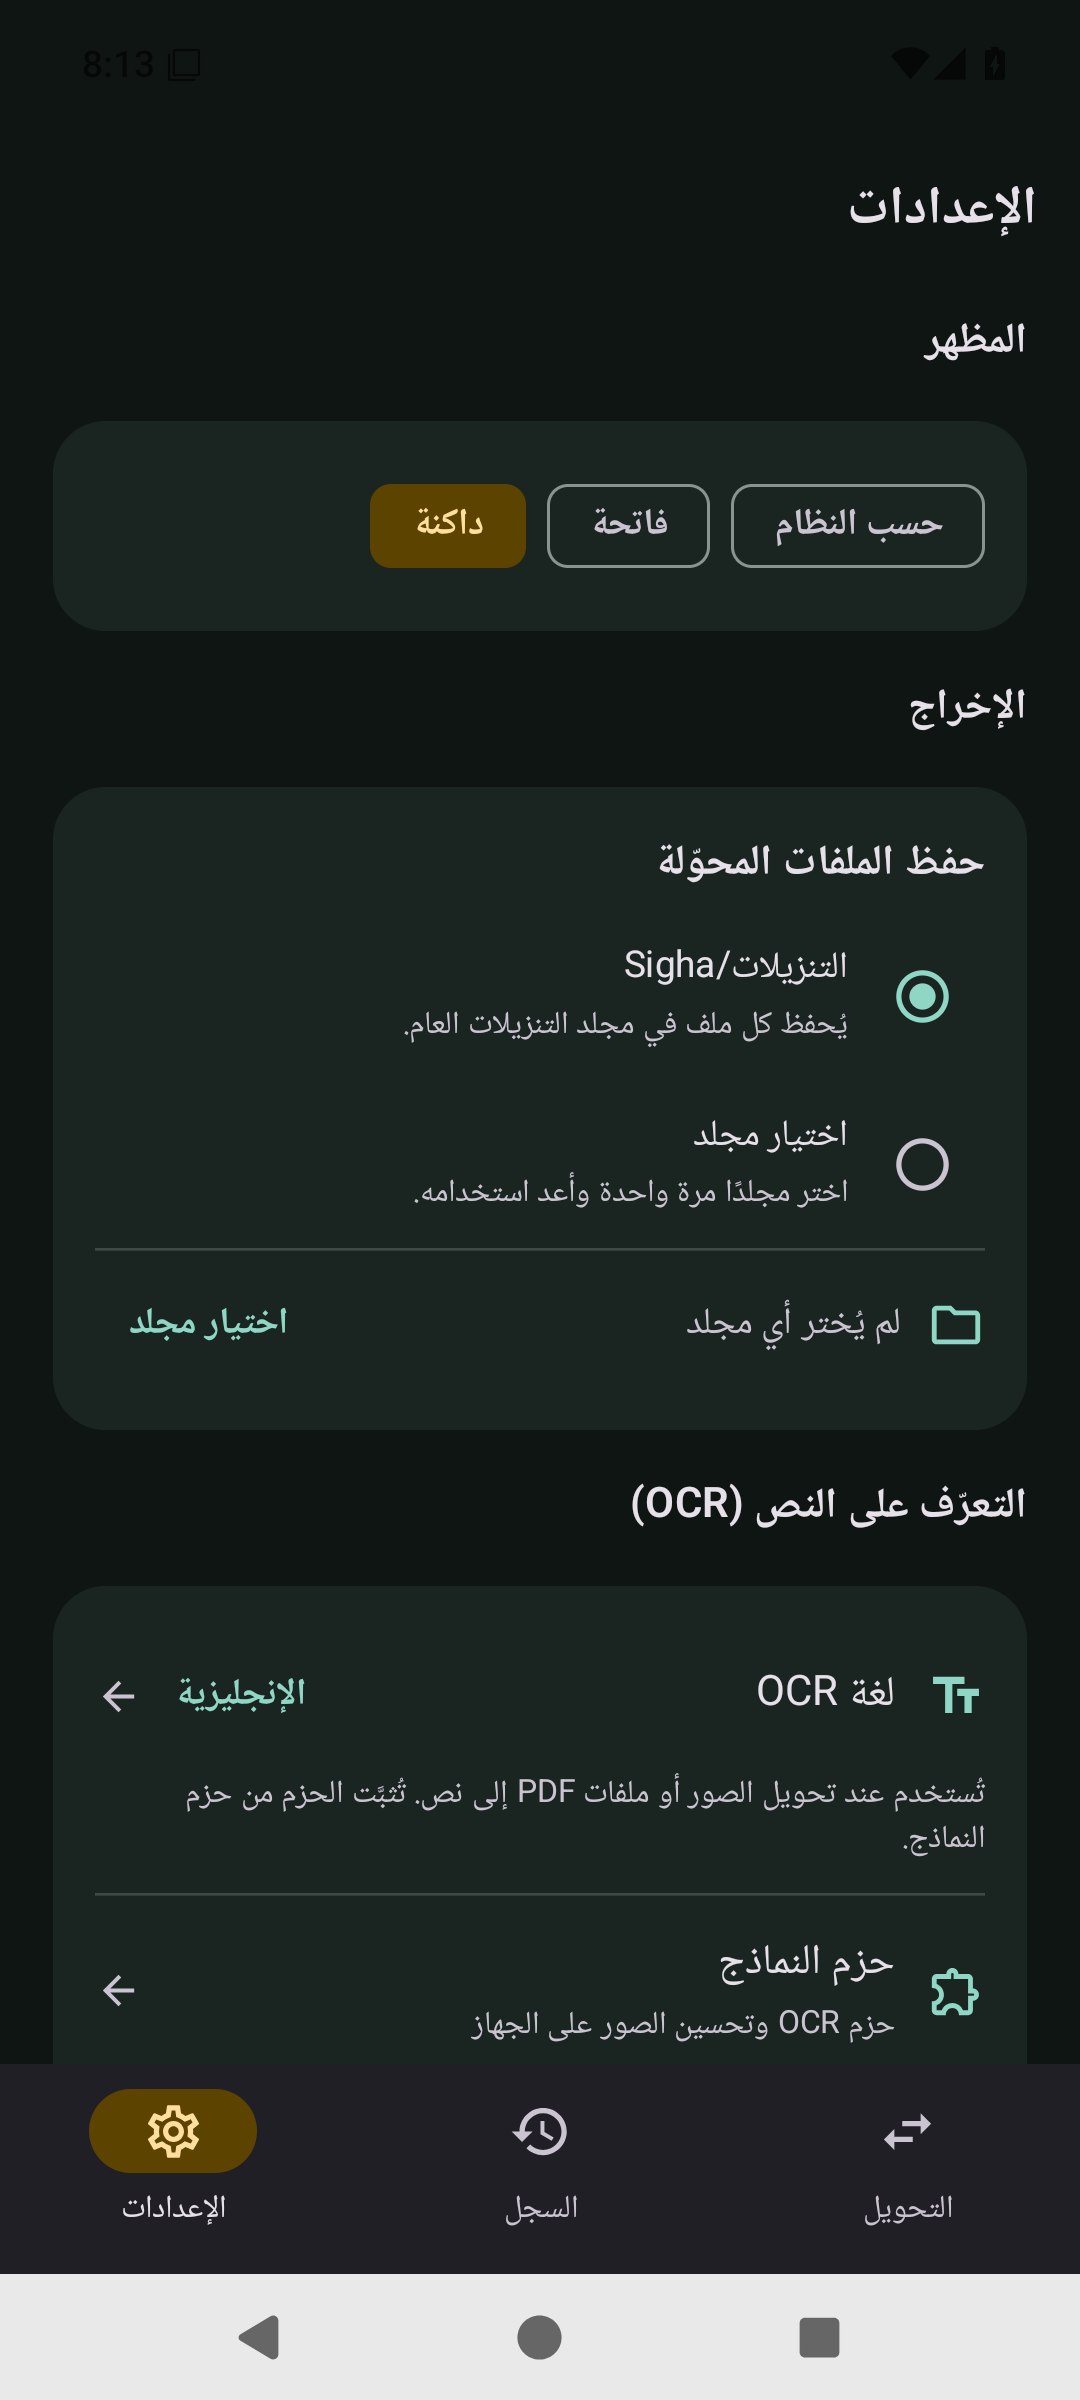 8:13
الإعدادات
المظهر
حسب النظام
فاتحة
داكنة
الإخراج
حفظ الملفات المحوّلة
التنزيلات/Sigha
يُحفظ كل ملف في مجلد التنزيلات العام.
اختيار مجلد
اختر مجلدًا مرة واحدة وأعد استخدامه.
لم يُختر أي مجلد
اختيار مجلد
التعرّف على النص (OCR)
لغة OCR
الإنجليزية
تُستخدم عند تحويل الصور أو ملفات PDF إلى نص. تُثبَّت الحزم من حزم
النماذج.
حزم النماذج
حزم OCR وتحسين الصور على الجهاز
التحويل
السجل
الإعدادات